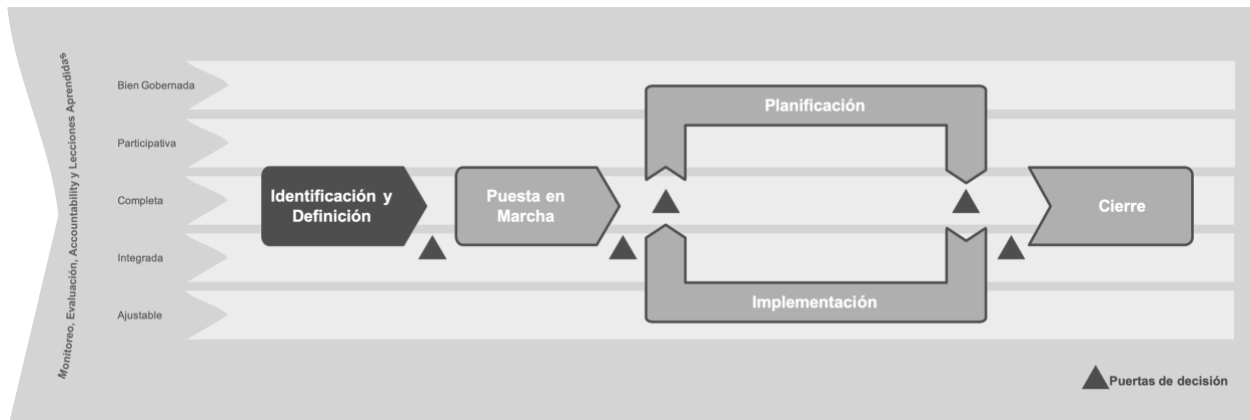 Monitoreo, Evaluación, Accountability y Lecciones Aprendidas
Bien Gobernada
Participativa
Completa
Integrada
Ajustable
Identificación y
Definición
Puesta en
Marcha
Planificación
Implementación
Cierre
Puertas de decisión